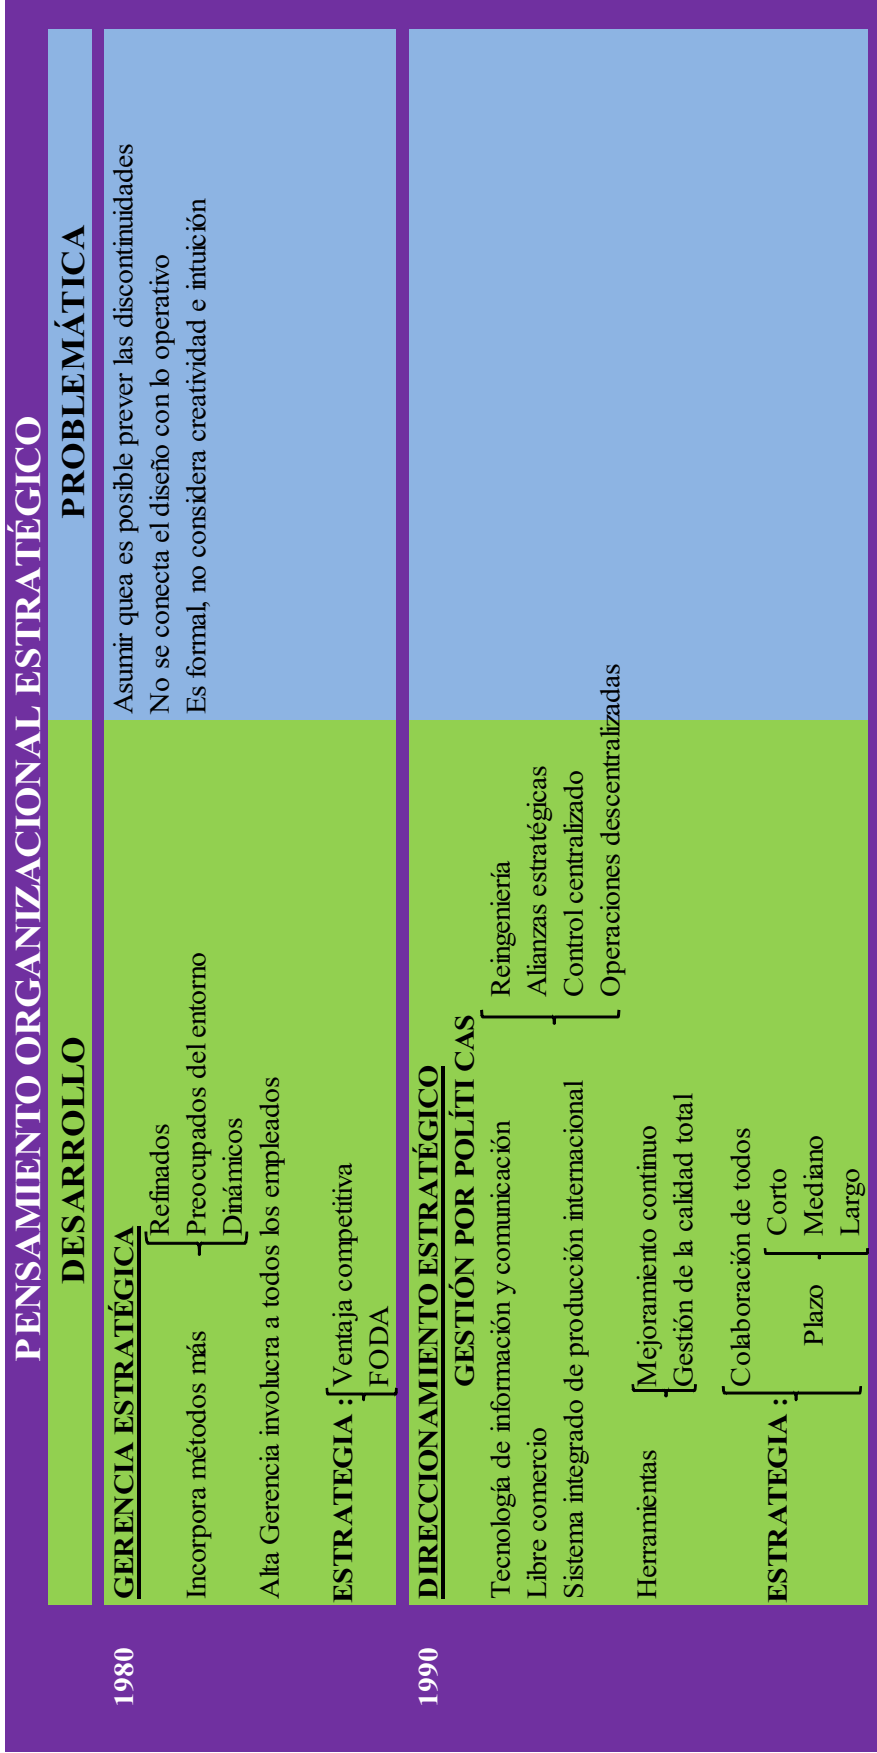 PENSAMIENTO ORGANIZACIONAL ESTRATÉGICO
DESARROLLO
PROBLEMÁTICA
1980
GERENCIA ESTRATÉGICA
Refinados
Incorpora métodos más
Preocupados del entorno
Dinámicos
Alta Gerencia involucra a todos los empleados
ESTRATEGIA :
Ventaja competitiva
FODA
Asumir quea es posible prever las discontinuidades
No se conecta el diseño con lo operativo
Es formal, no considera creatividad e intuición
1990
DIRECCIONAMIENTO ESTRATÉGICO
GESTIÓN POR POLÍTI CAS
Tecnología de información y comunicación
Libre comercio
Sistema integrado de producción internacional
Reingeniería
Alianzas estratégicas
Control centralizado
Operaciones descentralizadas
Herramientas
Mejoramiento continuo
Gestión de la calidad total
ESTRATEGIA :
Colaboración de todos
Plazo
Corto
Mediano
Largo